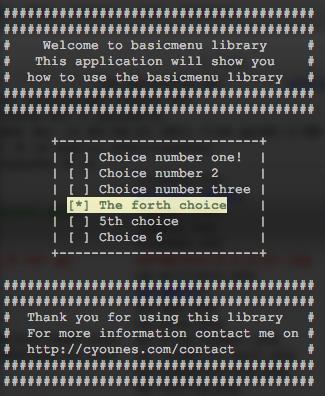 #######################################
#######################################
#    Welcome to basicmenu library     #
#   This application will show you    #
#  how to use the basicmenu library   #
#######################################
#######################################
+-------------------------+
| [ ] Choice number one!  |
| [ ] Choice number 2     |
| [ ] Choice number three |
| [*] The forth choice    |
| [ ] 5th choice          |
| [ ] Choice 6            |
+-------------------------+
#######################################
#######################################
#  Thank you for using this library   #
#  For more information contact me on #
#  http://cyounes.com/contact         #
#######################################
#######################################